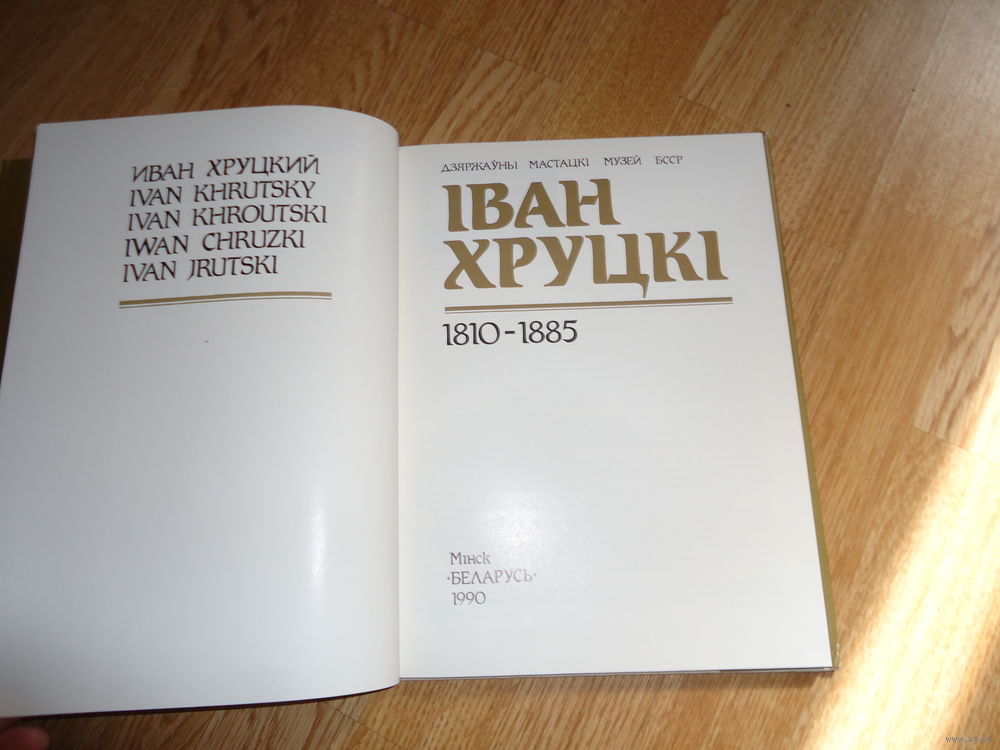 ИВАН ХРУЦКИЙ
IVAN KHRUTSKY
IVAN KHROUTSKI
IWAN CHRUZKI
IVAN JRUTSKI
ДЗЯРЖАЎНЫ МАСТАЦКІ МУЗЕЙ БССР
ІВАН
ХРУЦКІ
1810-1885
Мінск
·БЕЛАРУСЬ·
1990